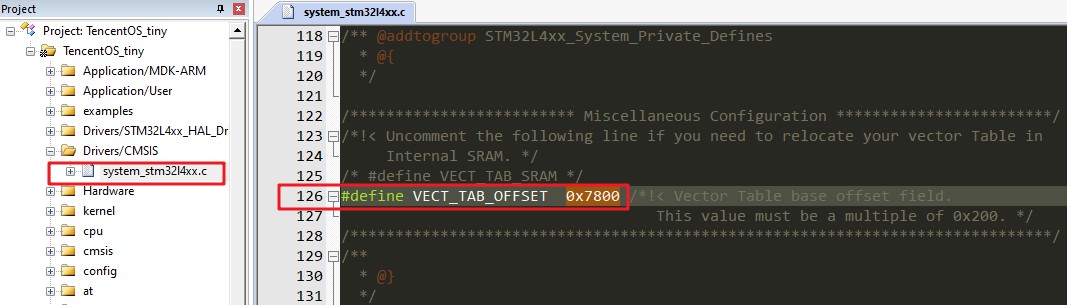 Project
Project: TencentOS_tiny
TencentOS_tiny
Application/MDK-ARM
Application/User
examples
Drivers/STM32L4xx_HAL_Dr
Drivers/CMSIS
system_stm32l4xx.c
Hardware
kernel
cpu
cmsis
config
at
system_stm32l4xx.c
118 /** @addtogroup STM32L4xx_System_Private_Defines
119 * @{
120 */
121
122 /************************* Miscellaneous Configuration ************************/
123 /*!< Uncomment the following line if you need to relocate your vector Table in
124 Internal SRAM. */
125 /* #define VECT_TAB_SRAM */
126 #define VECT_TAB_OFFSET 0x7800 /*!< Vector Table base offset field.
127 This value must be a multiple of 0x200. */
128 /******************************************************************************/
129 /**
130 * @}
131 */